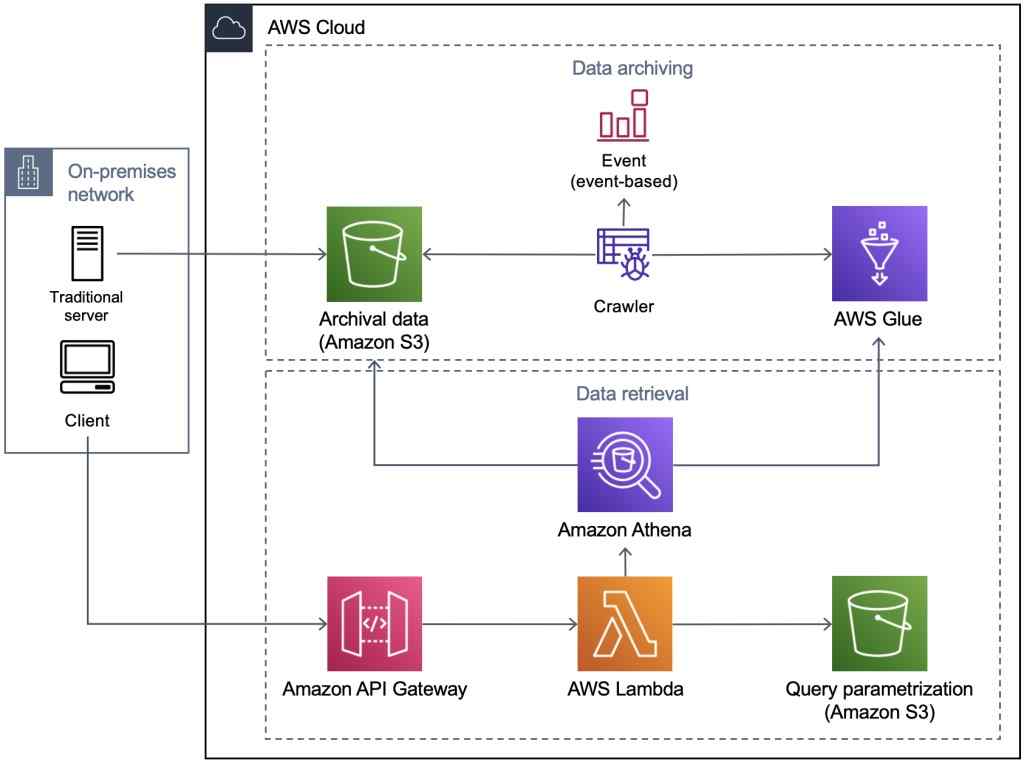 AWS Cloud
Data archiving
Event
(event-based)
On-premises
network
Traditional
server
Archival data
(Amazon S3)
Crawler
AWS Glue
Client
Data retrieval
Amazon Athena
</>
Amazon API Gateway
AWS Lambda
Query parametrization
(Amazon S3)